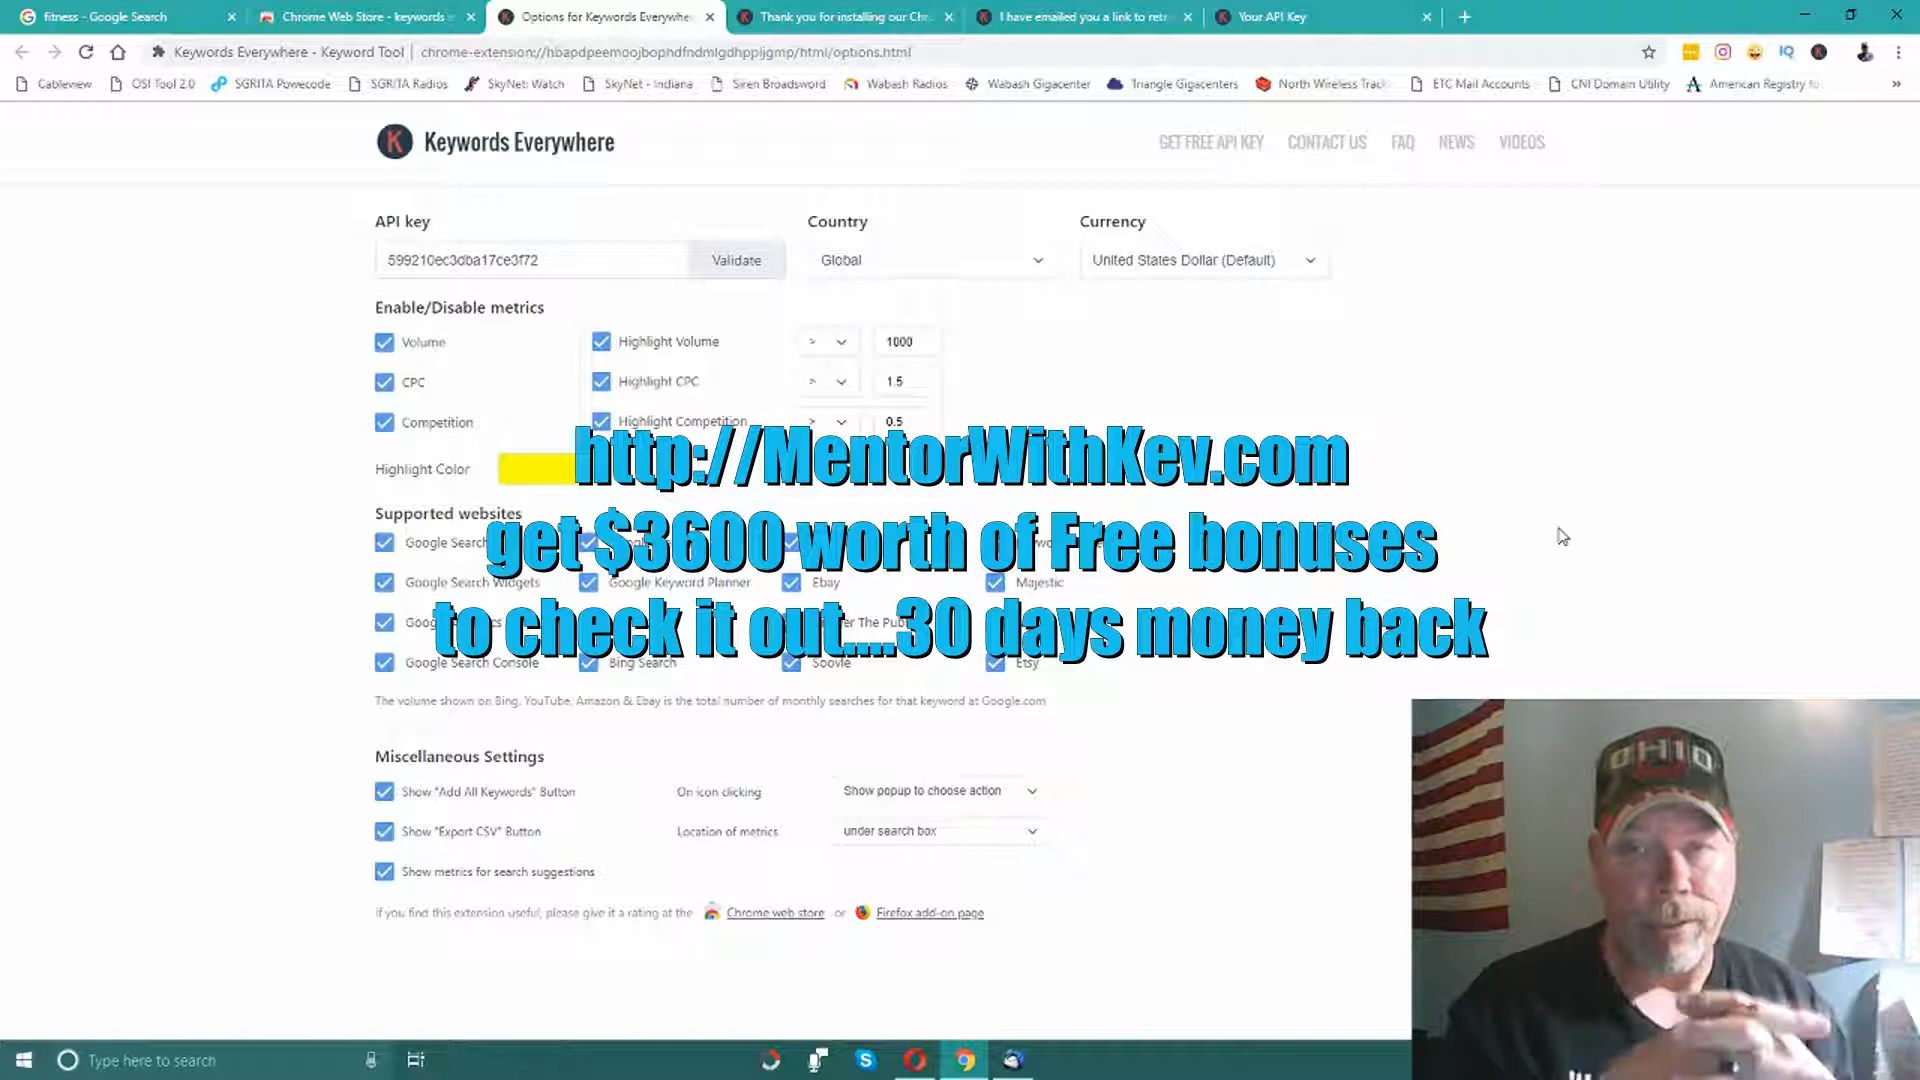 fitness - Google Search
Chrome Web Store - keywords e
Options for Keywords Everywhere
Thank you for installing our Chr
I have emailed you a link to retr
Your API Key
Keywords Everywhere - Keyword Tool
Cableview
OSI Tool 2.0
SGRITA Powecode
SGRITA Radios
SkyNet: Watch
SkyNet - Indiana
Siren Broadsword
Wabash Radios
Wabash Gigacenter
Triangle Gigacenters
North Wireless Track
ETC Mail Accounts
CNI Domain Utility
American Registry fo
K
Keywords Everywhere
GET FREE API KEY
CONTACT US
FAQ
NEWS
VIDEOS
API key
Country
Currency
599210ec3dba17ce3f72
Validate
Global
United States Dollar (Default)
Enable/Disable metrics
Volume
Highlight Volume
>
1000
CPC
Highlight CPC
>
1.5
Competition
Highlight Competition
>
0.5
Highlight Color
http://MentorWithKev.com
Supported websites
Google Search
get $3600 worth of Free bonuses
Google Search Widgets
Google Keyword Planner
Ebay
Majestic
to check it out....30 days money back
Google Search Console
Bing Search
Soovle
Etsy
The volume shown on Bing, YouTube, Amazon & Ebay is the total number of monthly searches for that keyword at Google.com
Miscellaneous Settings
Show "Add All Keywords" Button
On icon clicking
Show popup to choose action
Show "Export CSV" Button
Location of metrics
under search box
Show metrics for search suggestions
If you find this extension useful, please give it a rating at the Chrome web store or Firefox add-on page
OHIO
Type here to search